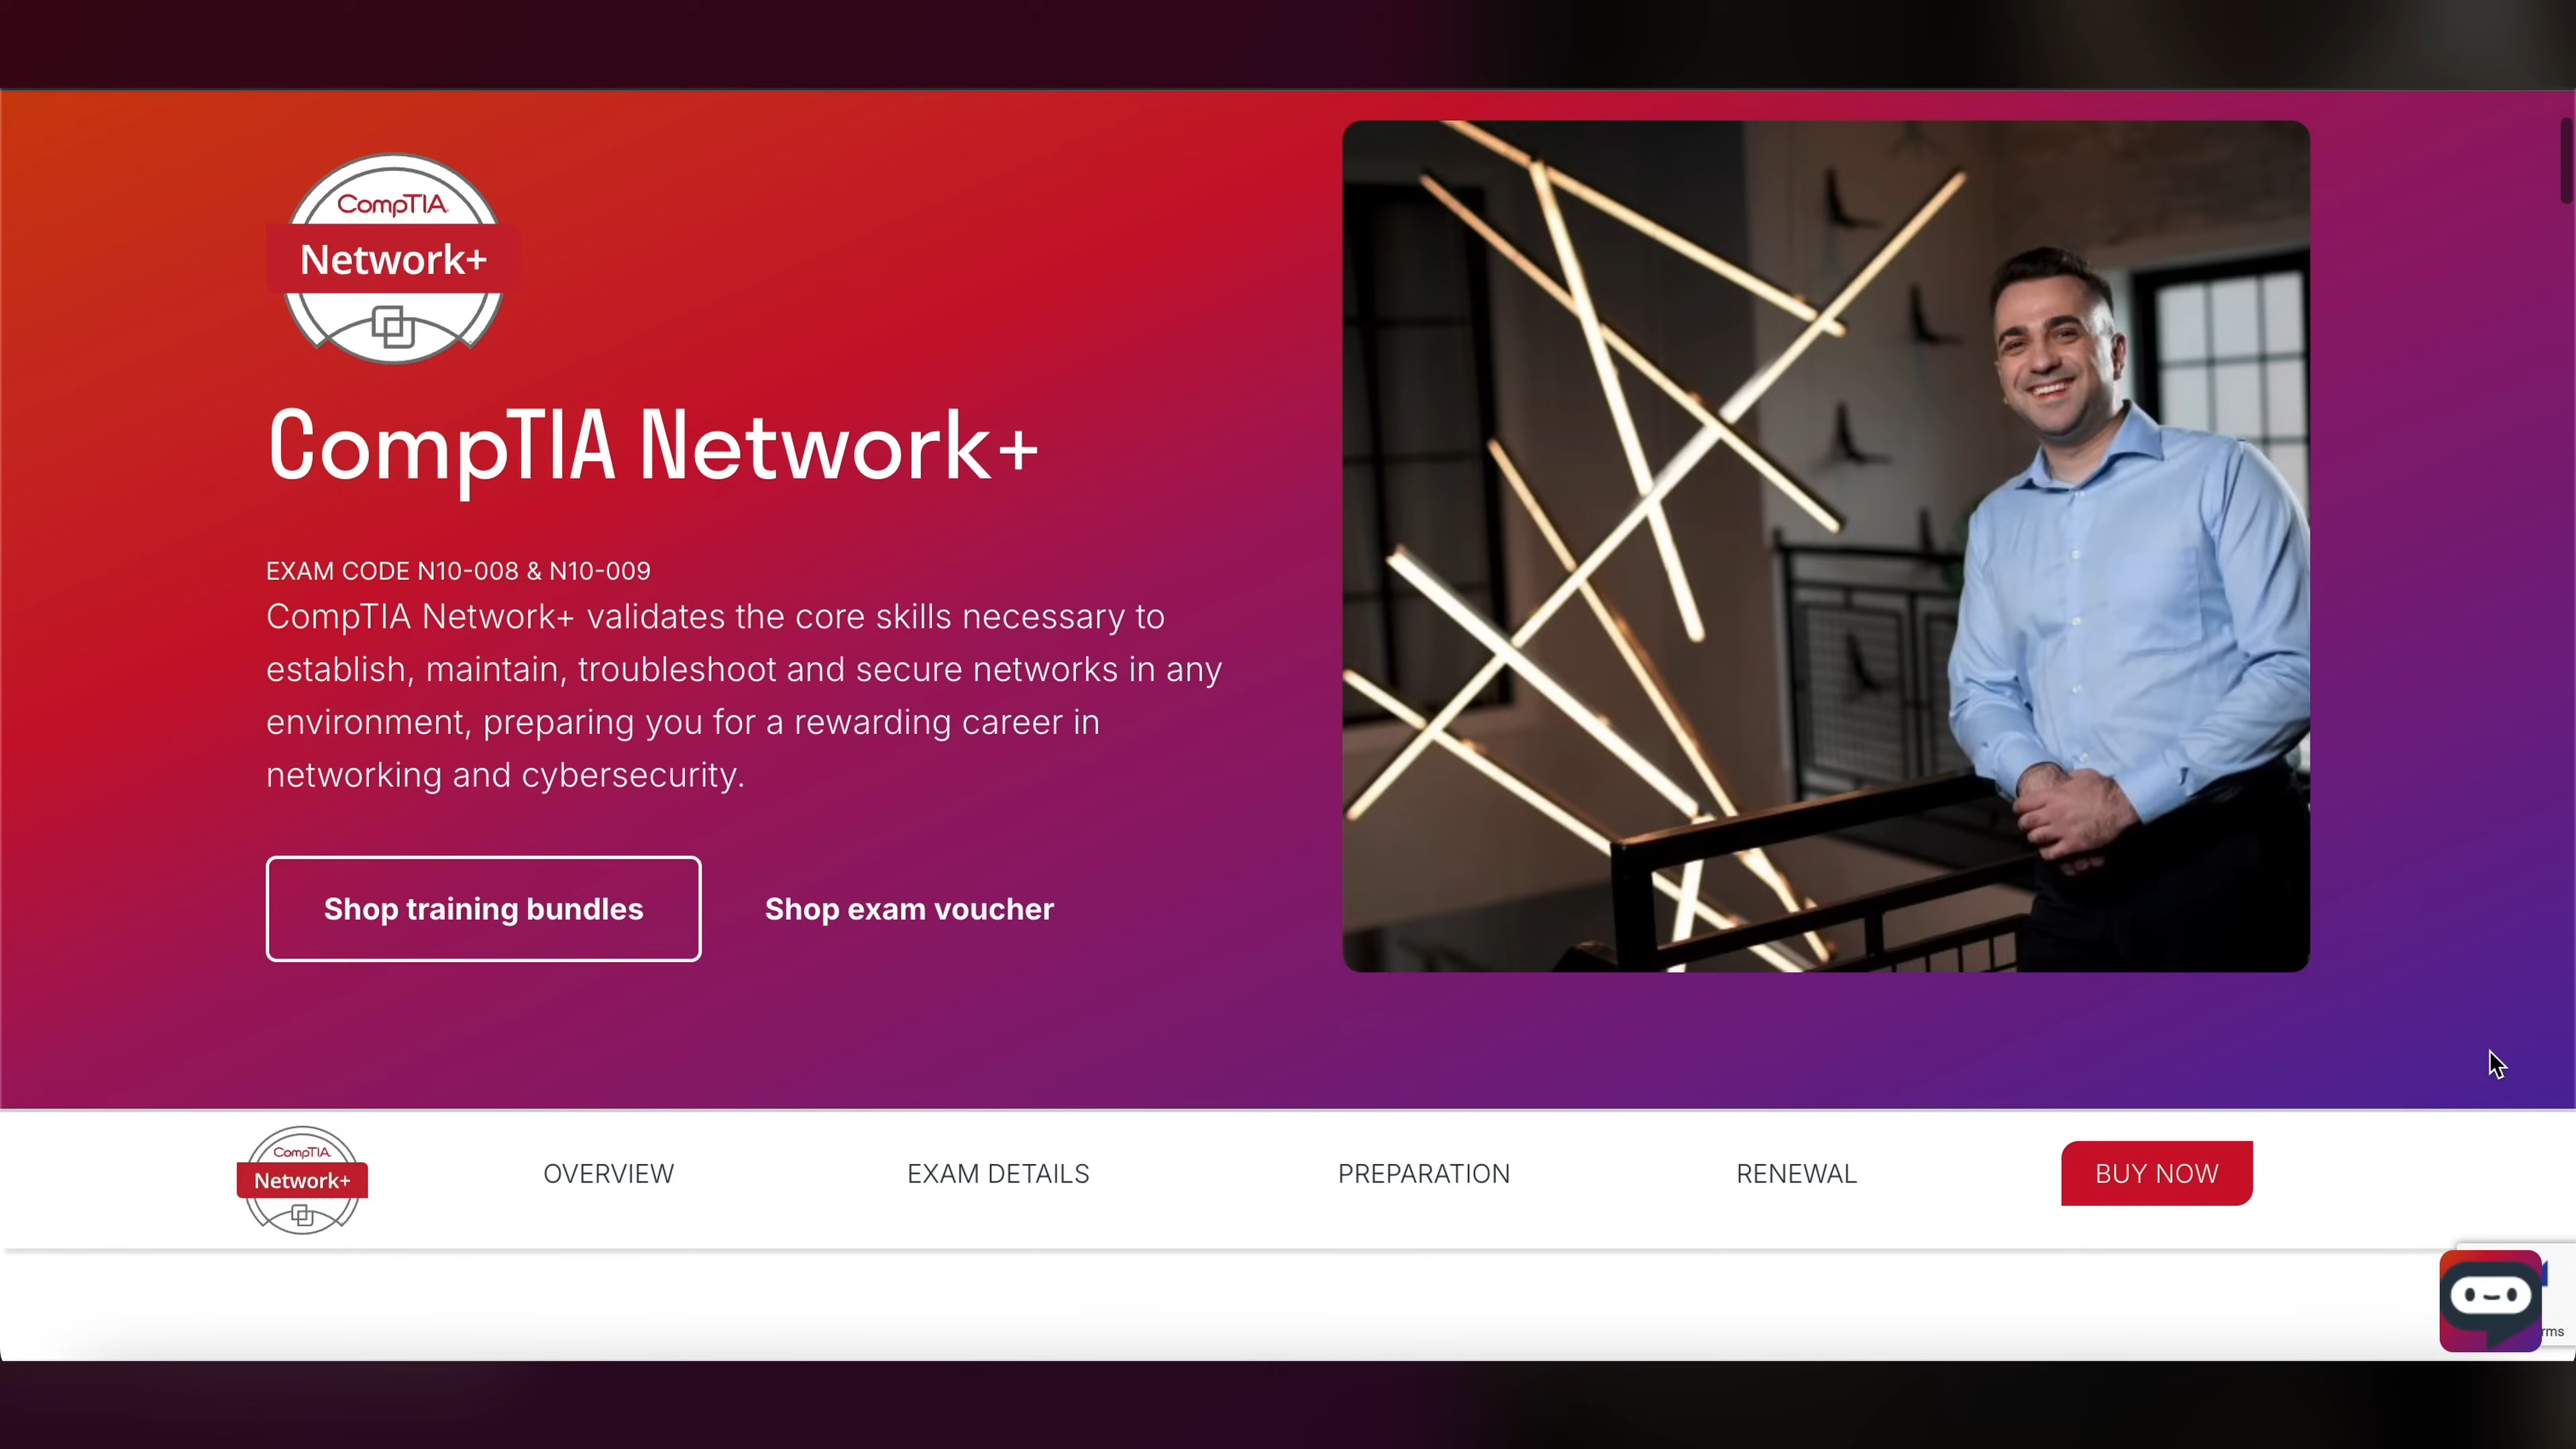 CompTIA
Network+
CompTIA Network+
EXAM CODE N10-008 & N10-009
CompTIA Network+ validates the core skills necessary to
establish, maintain, troubleshoot and secure networks in any
environment, preparing you for a rewarding career in
networking and cybersecurity.
Shop training bundles
Shop exam voucher
CompTIA
Network+
OVERVIEW
EXAM DETAILS
PREPARATION
RENEWAL
BUY NOW